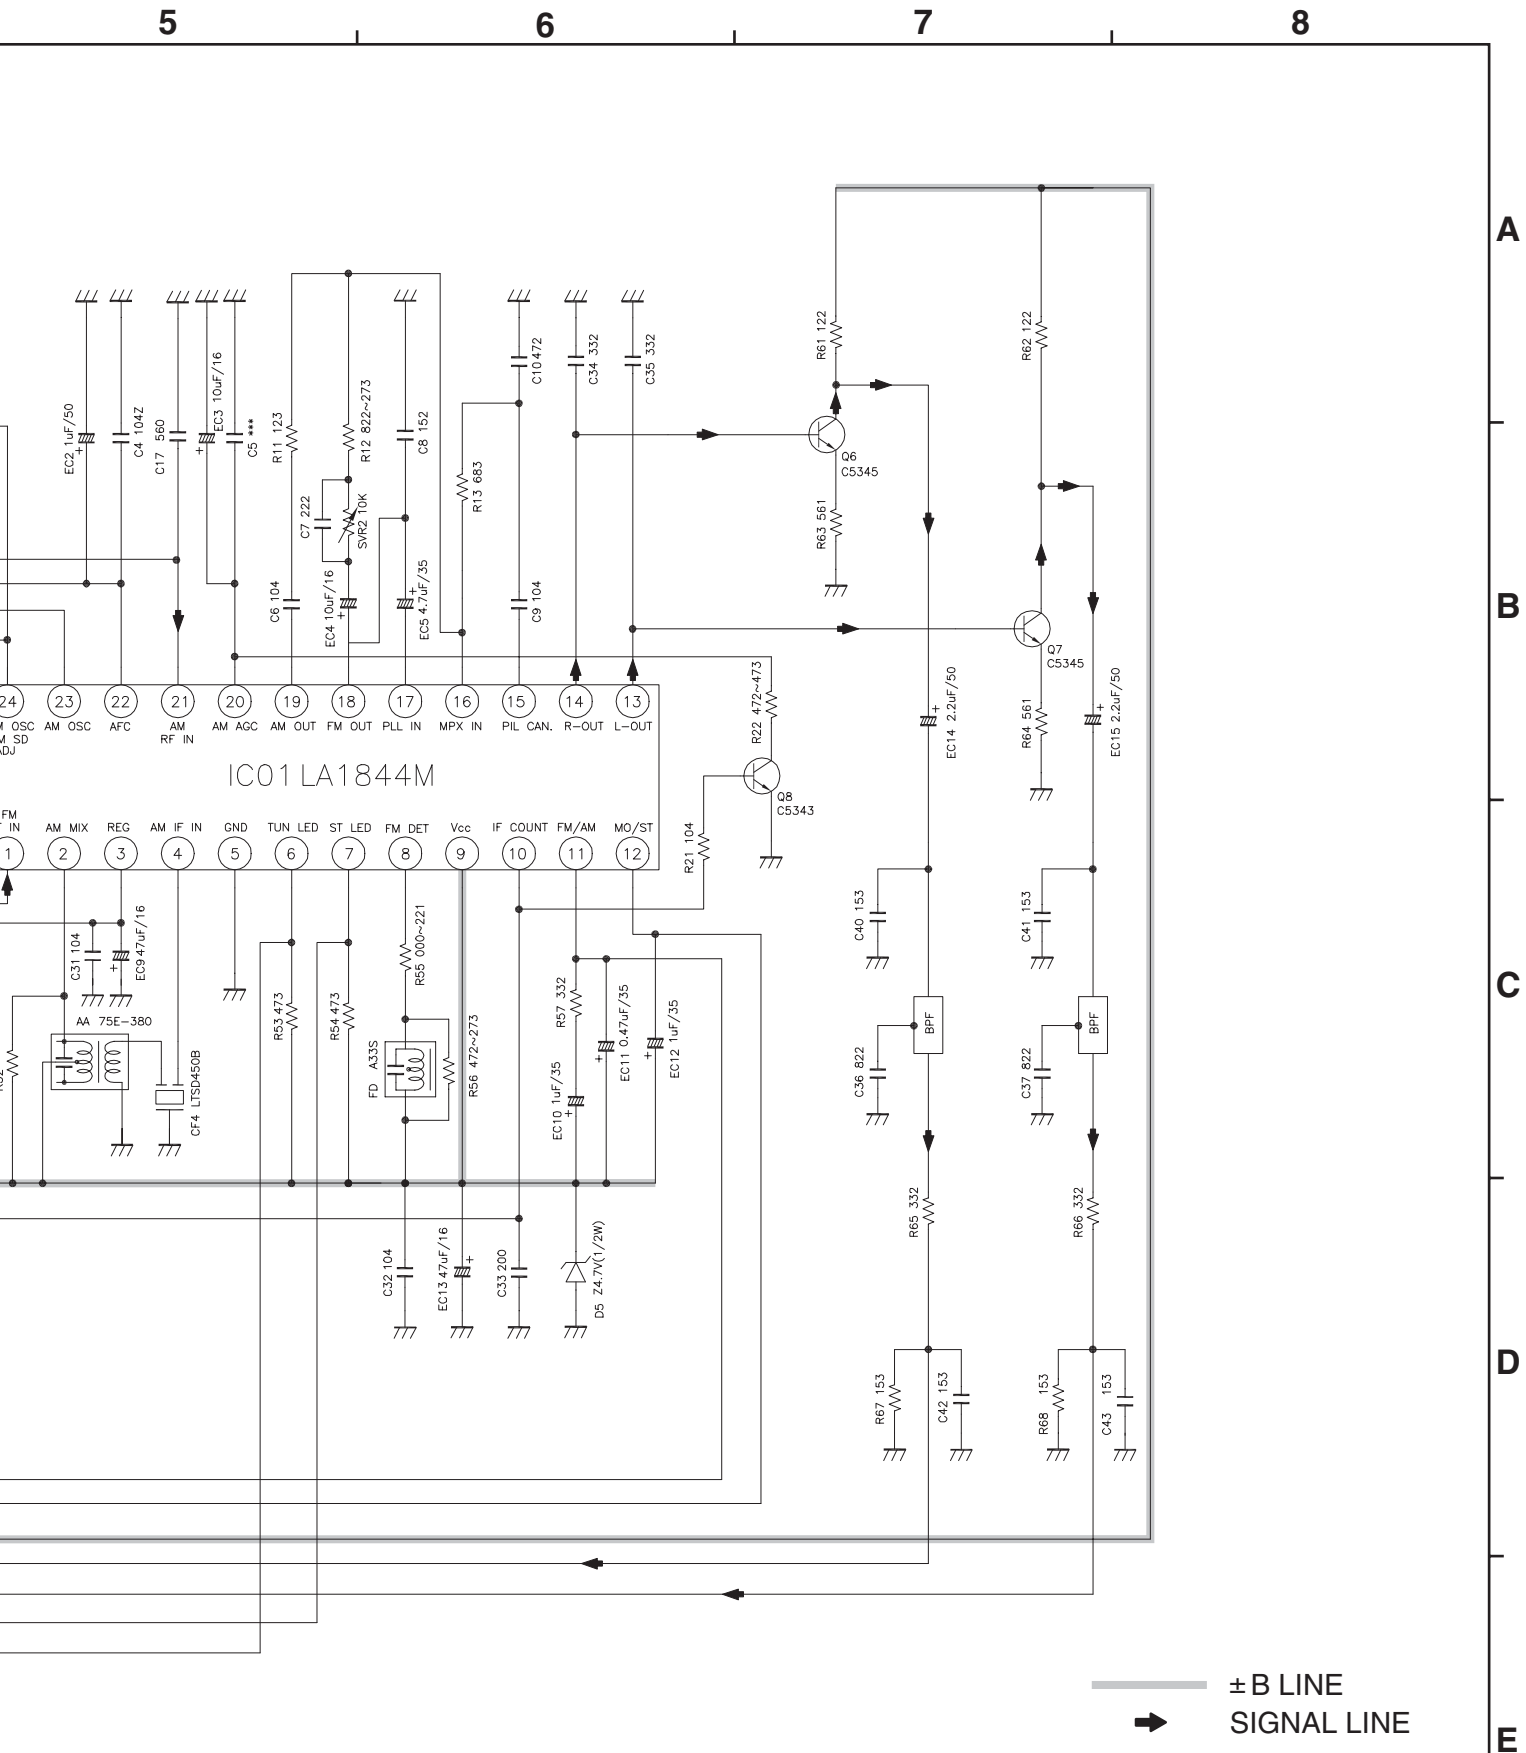 5 6 7 8
A
B
C
D
E
EC2 1uF/50
C4 104Z
C17 560
EC3 10uF/16
C5 ***
R11 123
R12 822~273
C8 152
C10 472
C34 332
C35 332
R61 122
R62 122
C7 222
SVR2 10K
R13 683
Q6
C5345
R63 561
C6 104
EC4 10uF/16
EC5 4.7uF/35
C9 104
Q7
C5345
R22 472~473
EC14 2.2uF/50
R64 561
EC15 2.2uF/50
24 23 22 21 20 19 18 17 16 15 14 13
AM OSC AFC AM AM AGC AM OUT FM OUT PLL IN MPX IN PIL CAN. R-OUT L-OUT
RF IN
OSC
SD
ADJ
IC01 LA1844M
Q8
C5343
FM
IN AM MIX REG AM IF IN GND TUN LED ST LED FM DET Vcc IF COUNT FM/AM MO/ST
1 2 3 4 5 6 7 8 9 10 11 12
R21 104
C40 153
C41 153
C31 104
EC9 47uF/16
R55 000~221
AA 75E-380
R53 473
R54 473
FD A33S
R56 472~273
R57 332
EC11 0.47uF/35
EC12 1uF/35
EC10 1uF/35
BPF
BPF
C36 822
C37 822
CF4 LTSD450B
R65 332
R66 332
C32 104
EC13 47uF/16
C33 200
D5 Z4.7V(1/2W)
R67 153
C42 153
R68 153
C43 153
±B LINE
SIGNAL LINE